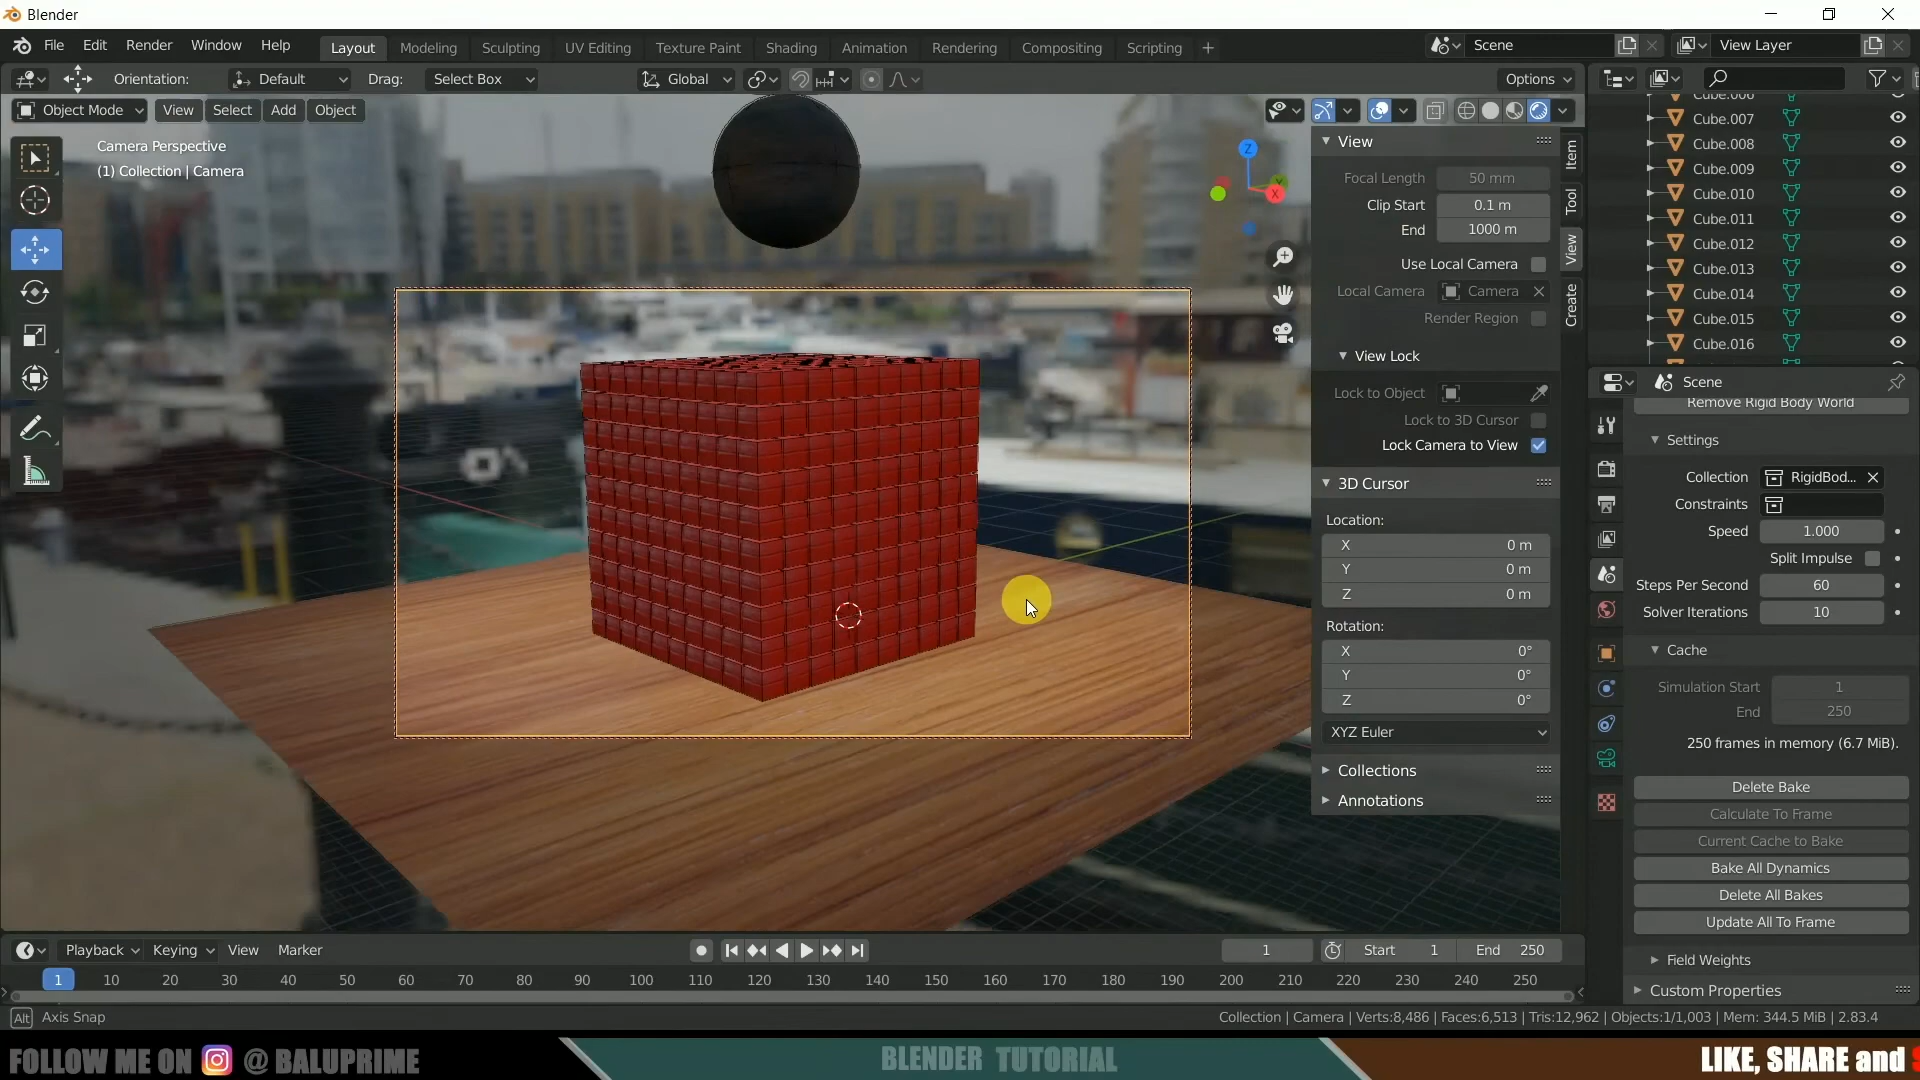 Blender
File Edit Render Window Help Layout Modeling Sculpting UV Editing Texture Paint Shading Animation Rendering Compositing Scripting + Scene View Layer
Orientation: Default Drag: Select Box Global Options
Object Mode View Select Add Object
Camera Perspective
(1) Collection | Camera
Z
Y
X
View
Focal Length 50 mm
Clip Start 0.1 m
End 1000 m
Use Local Camera
Local Camera Camera
Render Region
View Lock
Lock to Object
Lock to 3D Cursor
Lock Camera to View
3D Cursor
Location:
X 0 m
Y 0 m
Z 0 m
Rotation:
X 0°
Y 0°
Z 0°
XYZ Euler
Collections
Annotations
Item
Tool
View
Create
Cube.006
Cube.007
Cube.008
Cube.009
Cube.010
Cube.011
Cube.012
Cube.013
Cube.014
Cube.015
Cube.016
Scene
Remove Rigid Body World
Settings
Collection RigidBod...
Constraints
Speed 1.000
Split Impulse
Steps Per Second 60
Solver Iterations 10
Cache
Simulation Start 1
End 250
250 frames in memory (6.7 MiB).
Delete Bake
Calculate To Frame
Current Cache to Bake
Bake All Dynamics
Delete All Bakes
Update All To Frame
Field Weights
Custom Properties
Playback Keying View Marker 1 Start 1 End 250
1 10 20 30 40 50 60 70 80 90 100 110 120 130 140 150 160 170 180 190 200 210 220 230 240 250
Alt Axis Snap
Collection | Camera | Verts:8,486 | Faces:6,513 | Tris:12,962 | Objects:1/1,003 | Mem: 344.5 MiB | 2.83.4
FOLLOW ME ON @ BALUPRIME BLENDER TUTORIAL LIKE, SHARE and